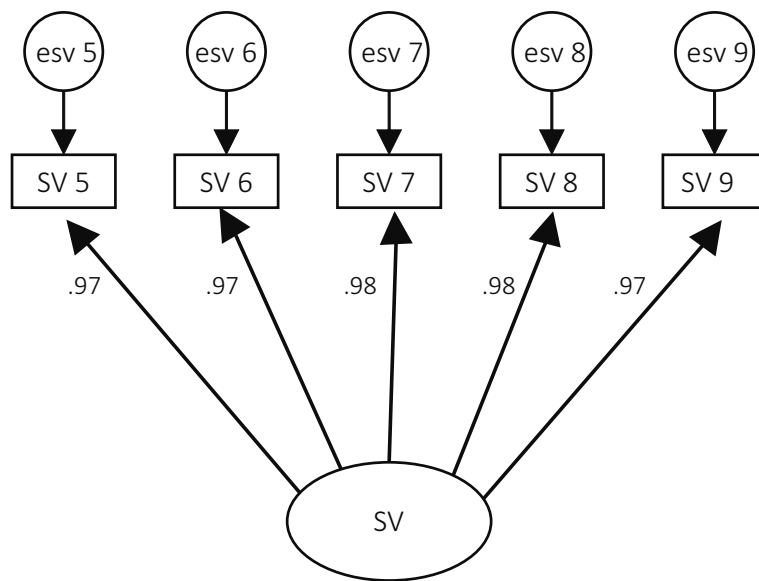 esv 5
esv 6
esv 7
esv 8
esv 9
SV 5
SV 6
SV 7
SV 8
SV 9
.97
.97
.98
.98
.97
SV